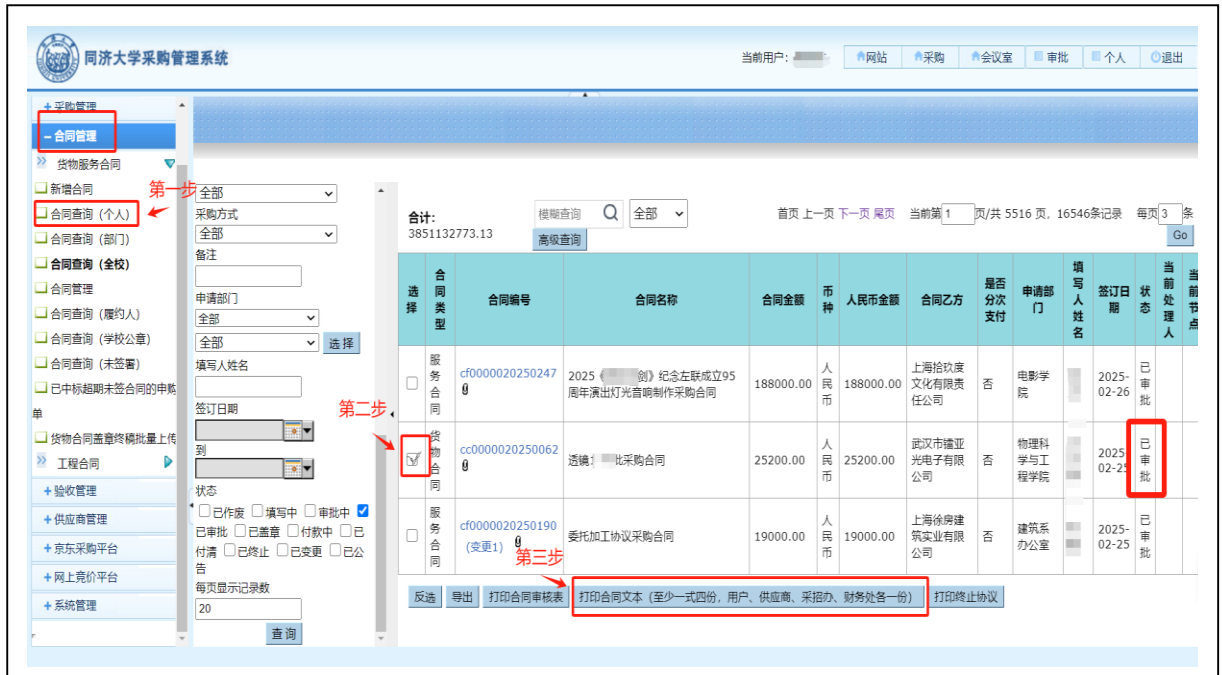 同济大学采购管理系统
当前用户:
网站
采购
会议室
审批
个人
退出
+ 采购管理
− 合同管理
货物服务合同
新增合同
第一步
合同查询（个人）
合同查询（部门）
合同查询（全校）
合同管理
合同查询（履约人）
合同查询（学校公章）
合同查询（未签署）
已中标超期未签合同的申购
单
货物合同盖章终稿批量上传
工程合同
+ 验收管理
+ 供应商管理
+ 京东采购平台
+ 网上竞价平台
+ 系统管理
全部
采购方式
全部
备注
申请部门
全部
全部
选 择
填写人姓名
签订日期
第二步
到
状态
已作废 填写中 审批中
已审批 已盖章 付款中 已
付清 已终止 已变更 已公
告
每页显示记录数
20
查 询
合计:
3851132773.13
模糊查询
全部
高级查询
首页 上一页 下一页 尾页 当前第 1 页/共 5516 页，16546条记录 每页 3 条
Go
选择
合同类型
合同编号
合同名称
合同金额
币种
人民币金额
合同乙方
是否分次支付
申请部门
填写人姓名
签订日期
状态
当前处理人
当前节点
服务合同
cf0000020250247
2025《
剑》纪念左联成立95
周年演出灯光音响制作采购合同
188000.00
人民币
188000.00
上海拾玖度
文化有限责
任公司
否
电影学
院
2025-
02-26
已审批
货物合同
cc0000020250062
透镜
批采购合同
25200.00
人民币
25200.00
武汉市镭亚
光电子有限
公司
否
物理科
学与工
程学院
2025-
02-25
已审批
服务合同
cf0000020250190
（变更1）
委托加工协议采购合同
19000.00
人民币
19000.00
上海徐房建
筑实业有限
公司
否
建筑系
办公室
2025-
02-25
已审批
第三步
反选
导出
打印合同审核表
打印合同文本（至少一式四份，用户、供应商、采招办、财务处各一份）
打印终止协议